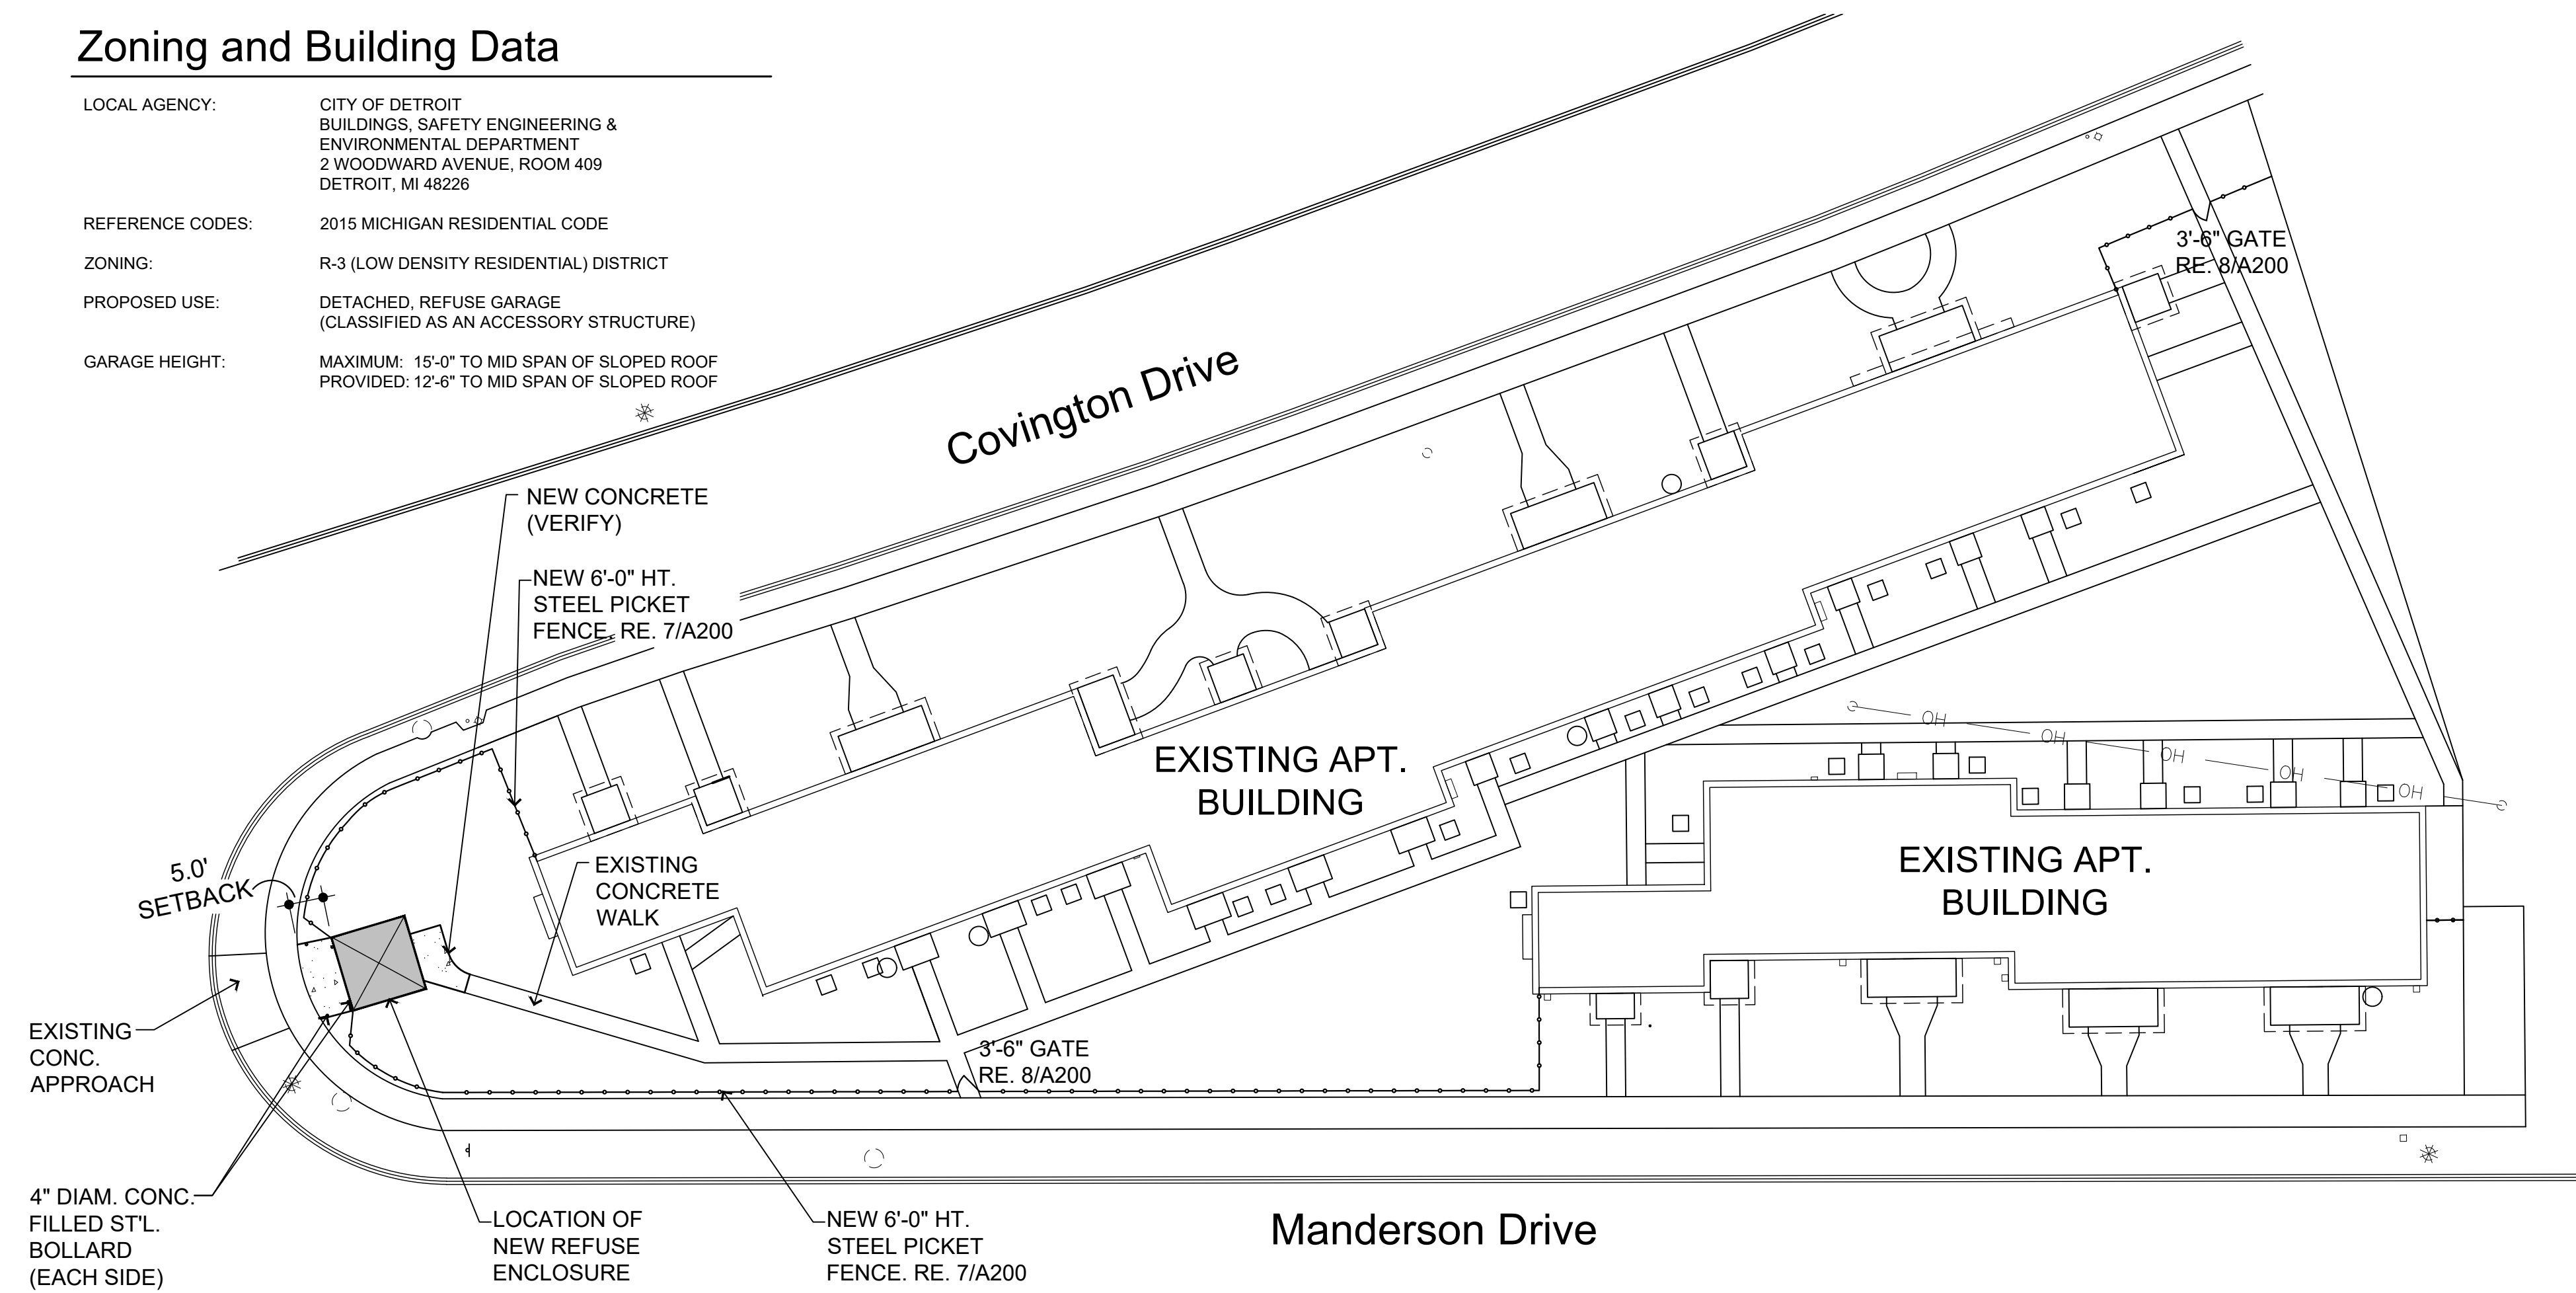 Zoning and Building Data
LOCAL AGENCY:
CITY OF DETROIT
BUILDINGS, SAFETY ENGINEERING &
ENVIRONMENTAL DEPARTMENT
2 WOODWARD AVENUE, ROOM 409
DETROIT, MI 48226
REFERENCE CODES:
2015 MICHIGAN RESIDENTIAL CODE
ZONING:
R-3 (LOW DENSITY RESIDENTIAL) DISTRICT
PROPOSED USE:
DETACHED, REFUSE GARAGE
(CLASSIFIED AS AN ACCESSORY STRUCTURE)
GARAGE HEIGHT:
MAXIMUM: 15'-0" TO MID SPAN OF SLOPED ROOF
PROVIDED: 12'-6" TO MID SPAN OF SLOPED ROOF
3'-6" GATE
RE. 8/A200
Covington Drive
NEW CONCRETE
(VERIFY)
NEW 6'-0" HT.
STEEL PICKET
FENCE. RE. 7/A200
EXISTING APT.
BUILDING
OH
OH
OH
OH
OH
EXISTING APT.
BUILDING
5.0'
SETBACK
EXISTING
CONCRETE
WALK
EXISTING
CONC.
APPROACH
3'-6" GATE
RE. 8/A200
4" DIAM. CONC.
FILLED ST'L.
BOLLARD
(EACH SIDE)
LOCATION OF
NEW REFUSE
ENCLOSURE
NEW 6'-0" HT.
STEEL PICKET
FENCE. RE. 7/A200
Manderson Drive